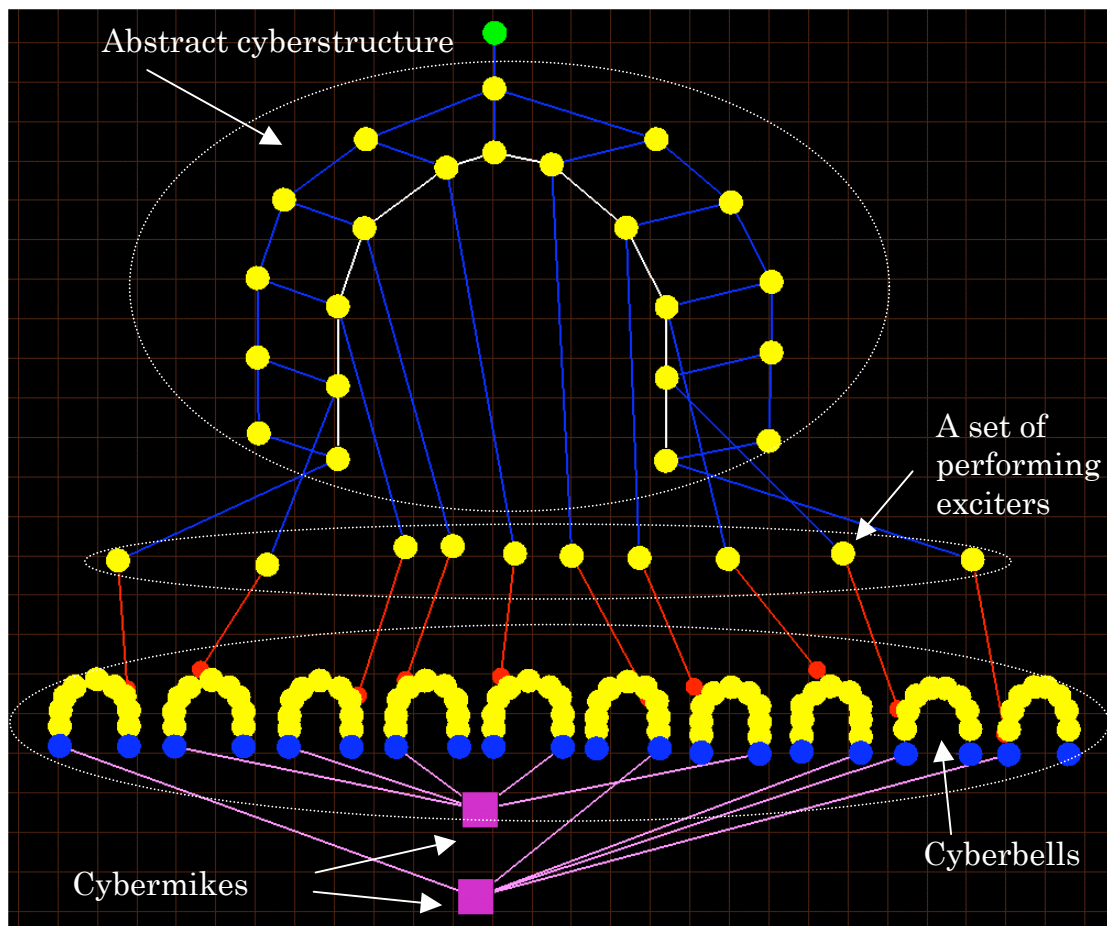 Abstract cyberstructure
A set of
performing
exciters
Cyberbells
Cybermikes